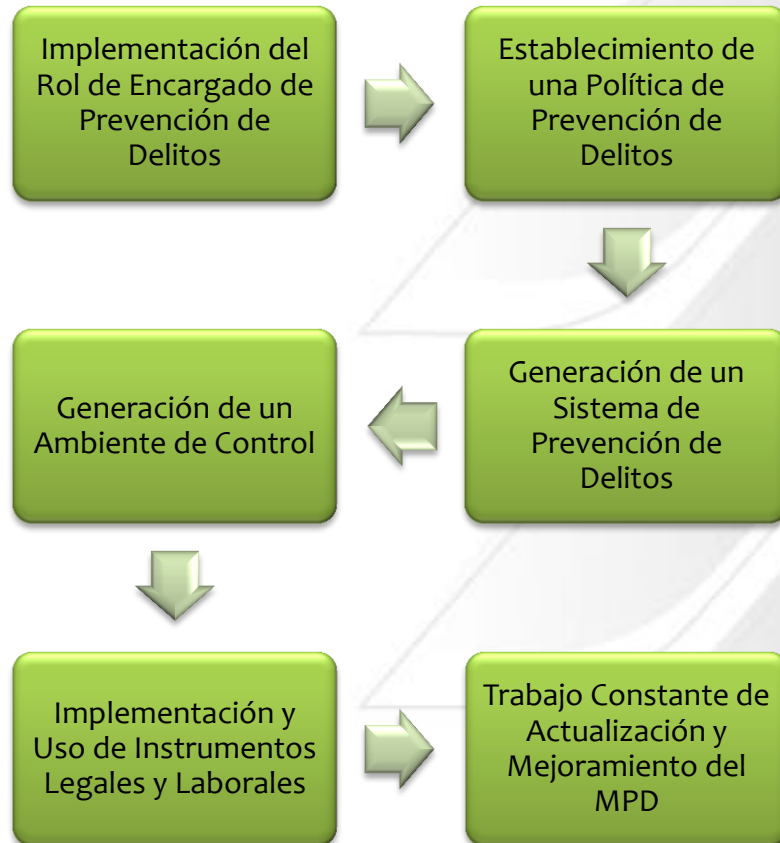 Implementación del
Rol de Encargado de
Prevención de
Delitos
Establecimiento de
una Política de
Prevención de
Delitos
Generación de un
Sistema de
Prevención de
Delitos
Generación de un
Ambiente de Control
Implementación y
Uso de Instrumentos
Legales y Laborales
Trabajo Constante de
Actualización y
Mejoramiento del
MPD